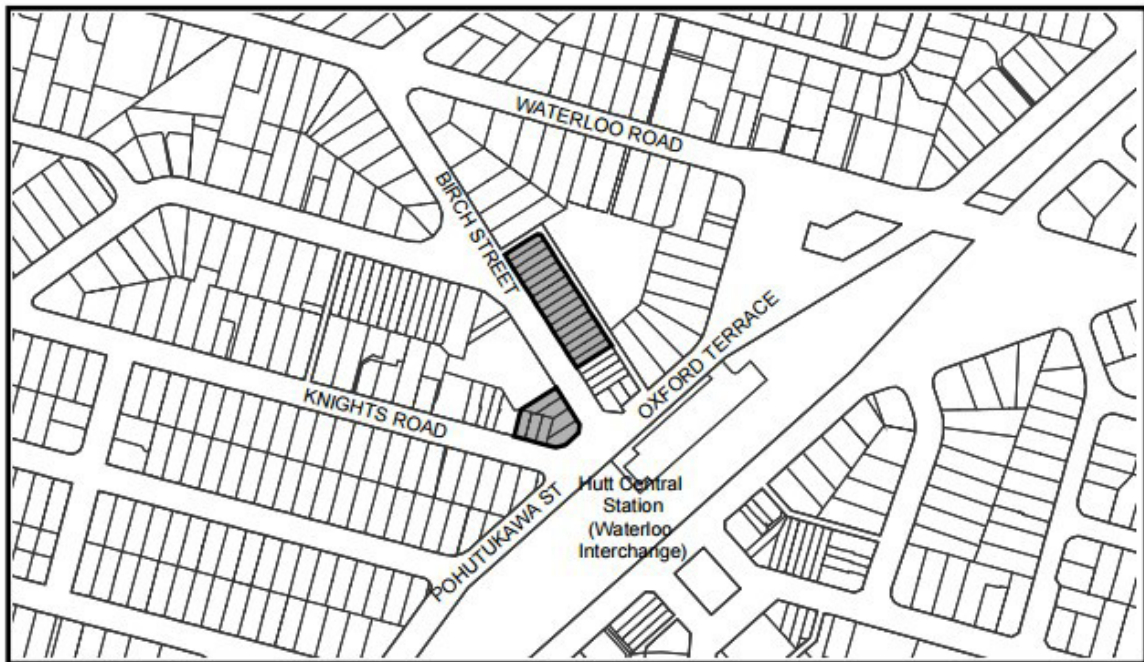 WATERLOO ROAD
BIRCH STREET
OXFORD TERRACE
KNIGHTS ROAD
POHUTUKAWA ST
Hutt Central
Station
(Waterloo
Interchange)